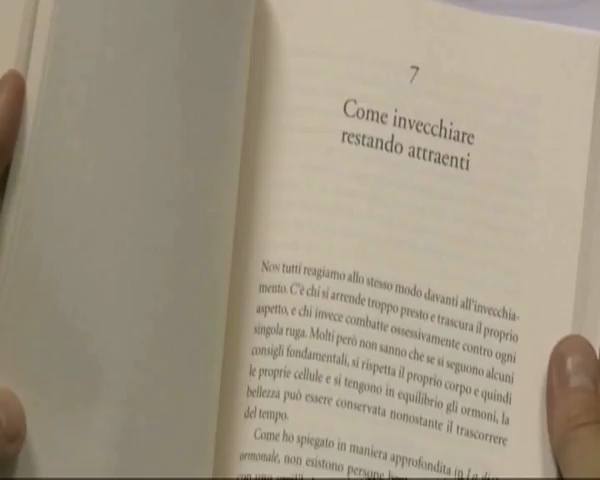 7
Come invecchiare
restando attraenti
Non tutti reagiamo allo stesso modo davanti all'invecchia-
mento. C'è chi si arrende troppo presto e trascura il proprio
aspetto, e chi invece combatte ossessivamente contro ogni
singola ruga. Molti però non sanno che se si seguono alcuni
consigli fondamentali, si rispetta il proprio corpo e quindi
le proprie cellule e si tengono in equilibrio gli ormoni, la
bellezza può essere conservata nonostante il trascorrere
del tempo.
Come ho spiegato in maniera approfondita in La
ormonale, non esistono persone
con una